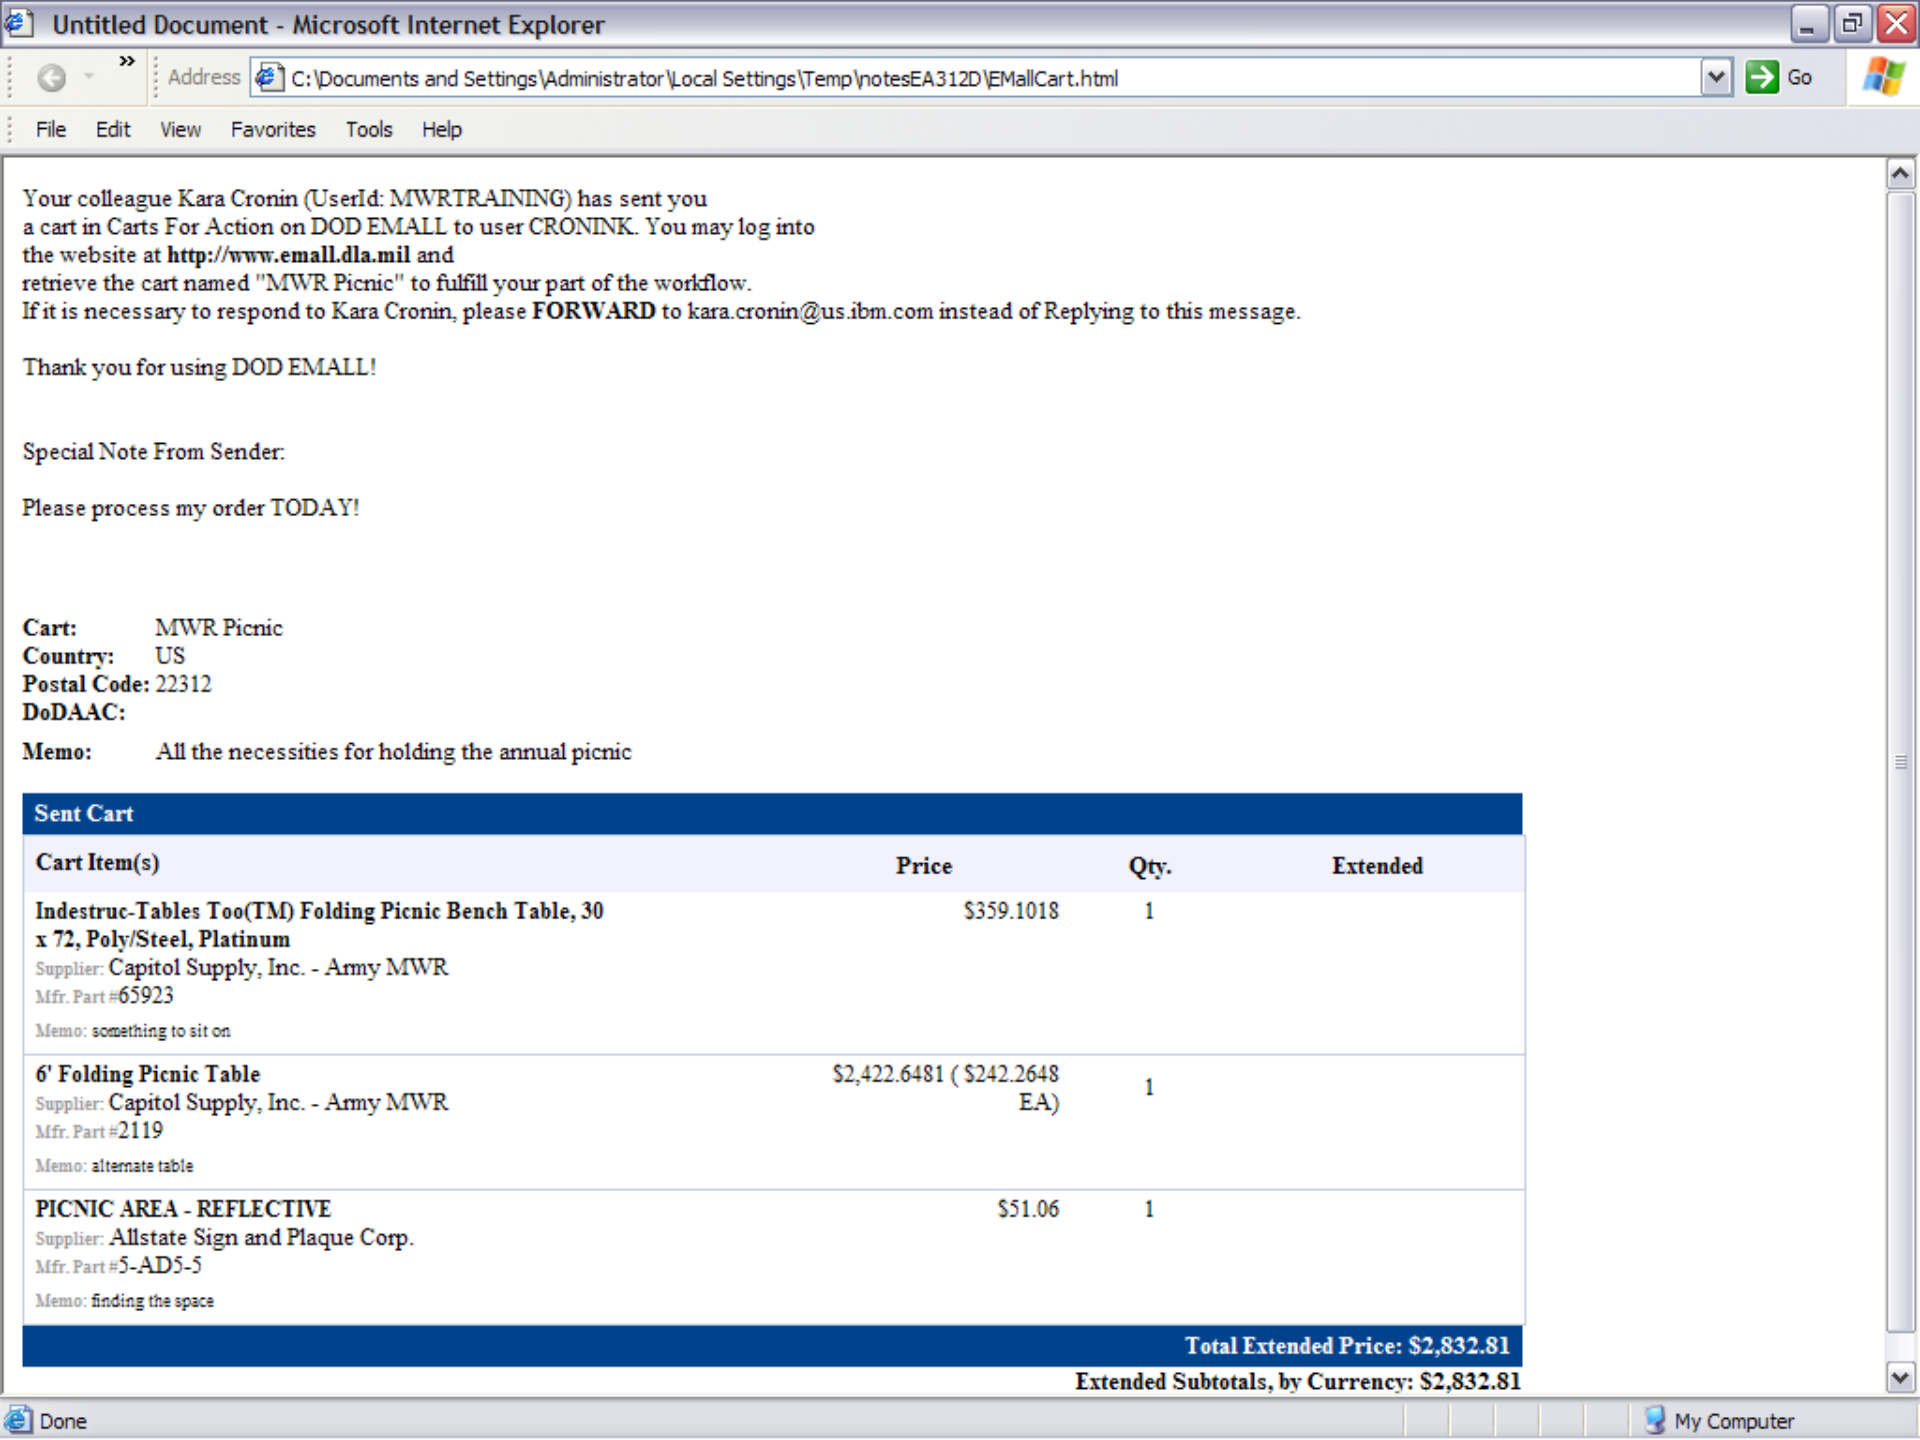 Untitled Document - Microsoft Internet Explorer
» Address C:\Documents and Settings\Administrator\Local Settings\Temp\notesEA312D\EMallCart.html Go
File Edit View Favorites Tools Help
Your colleague Kara Cronin (UserId: MWRTRAINING) has sent you
a cart in Carts For Action on DOD EMALL to user CRONINK. You may log into
the website at http://www.emall.dla.mil and
retrieve the cart named "MWR Picnic" to fulfill your part of the workflow.
If it is necessary to respond to Kara Cronin, please FORWARD to kara.cronin@us.ibm.com instead of Replying to this message.
Thank you for using DOD EMALL!
Special Note From Sender:
Please process my order TODAY!
Cart: MWR Picnic
Country: US
Postal Code: 22312
DoDAAC:
Memo: All the necessities for holding the annual picnic
Sent Cart
Cart Item(s) Price Qty. Extended
Indestruc-Tables Too(TM) Folding Picnic Bench Table, 30 $359.1018 1
x 72, Poly/Steel, Platinum
Supplier: Capitol Supply, Inc. - Army MWR
Mfr. Part #65923
Memo: something to sit on
6' Folding Picnic Table $2,422.6481 ( $242.2648 1
Supplier: Capitol Supply, Inc. - Army MWR EA)
Mfr. Part #2119
Memo: alternate table
PICNIC AREA - REFLECTIVE $51.06 1
Supplier: Allstate Sign and Plaque Corp.
Mfr. Part #5-AD5-5
Memo: finding the space
Total Extended Price: $2,832.81
Extended Subtotals, by Currency: $2,832.81
Done My Computer